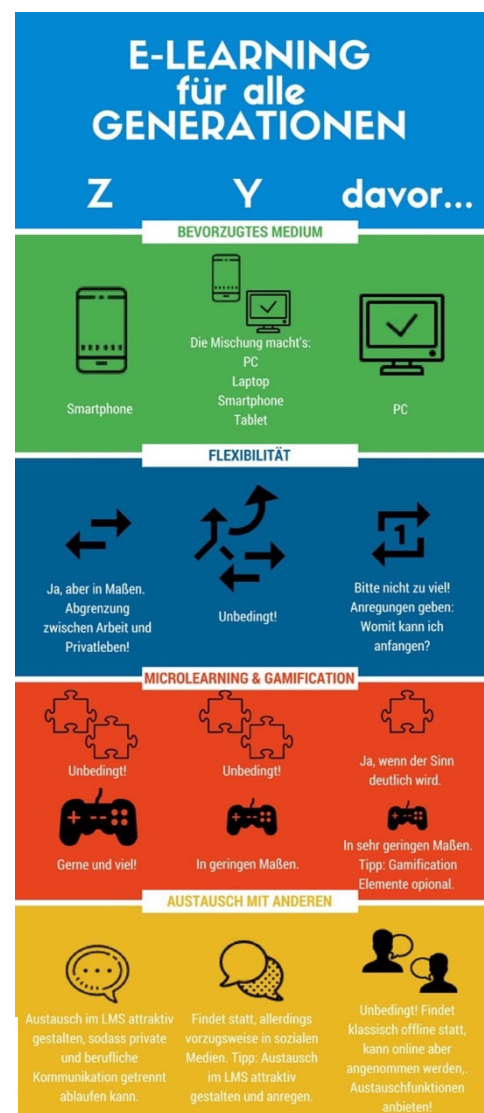 E-LEARNING
für alle
GENERATIONEN
Z Y davor...
BEVORZUGTES MEDIUM
Smartphone
Die Mischung macht's:
PC
Laptop
Smartphone
Tablet
PC
FLEXIBILITÄT
Ja, aber in Maßen.
Abgrenzung
zwischen Arbeit und
Privatleben!
Unbedingt!
1
Bitte nicht zu viel!
Anregungen geben:
Womit kann ich
anfangen?
MICROLEARNING & GAMIFICATION
Unbedingt!
Unbedingt!
Ja, wenn der Sinn
deutlich wird.
Gerne und viel!
In geringen Maßen.
In sehr geringen Maßen.
Tipp: Gamification
Elemente opional.
AUSTAUSCH MIT ANDEREN
Austausch im LMS attraktiv
gestalten, sodass private
und berufliche
Kommunikation getrennt
ablaufen kann.
Findet statt, allerdings
vorzugsweise in sozialen
Medien. Tipp: Austausch
im LMS attraktiv
gestalten und anregen.
Unbedingt! Findet
klassisch offline statt,
kann online aber
angenommen werden,.
Austauschfunktionen
anbieten!